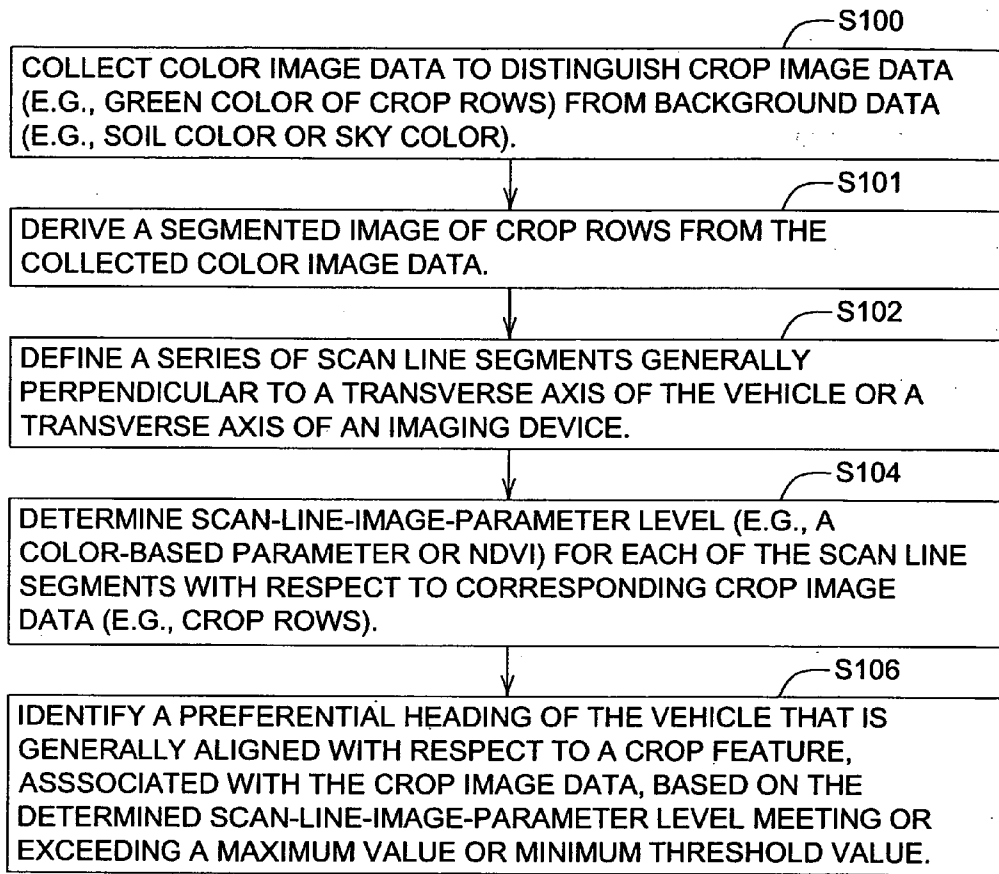 S100
COLLECT COLOR IMAGE DATA TO DISTINGUISH CROP IMAGE DATA
(E.G., GREEN COLOR OF CROP ROWS) FROM BACKGROUND DATA
(E.G., SOIL COLOR OR SKY COLOR).
S101
DERIVE A SEGMENTED IMAGE OF CROP ROWS FROM THE
COLLECTED COLOR IMAGE DATA.
S102
DEFINE A SERIES OF SCAN LINE SEGMENTS GENERALLY
PERPENDICULAR TO A TRANSVERSE AXIS OF THE VEHICLE OR A
TRANSVERSE AXIS OF AN IMAGING DEVICE.
S104
DETERMINE SCAN-LINE-IMAGE-PARAMETER LEVEL (E.G., A
COLOR-BASED PARAMETER OR NDVI) FOR EACH OF THE SCAN LINE
SEGMENTS WITH RESPECT TO CORRESPONDING CROP IMAGE
DATA (E.G., CROP ROWS).
S106
IDENTIFY A PREFERENTIAL HEADING OF THE VEHICLE THAT IS
GENERALLY ALIGNED WITH RESPECT TO A CROP FEATURE,
ASSSOCIATED WITH THE CROP IMAGE DATA, BASED ON THE
DETERMINED SCAN-LINE-IMAGE-PARAMETER LEVEL MEETING OR
EXCEEDING A MAXIMUM VALUE OR MINIMUM THRESHOLD VALUE.